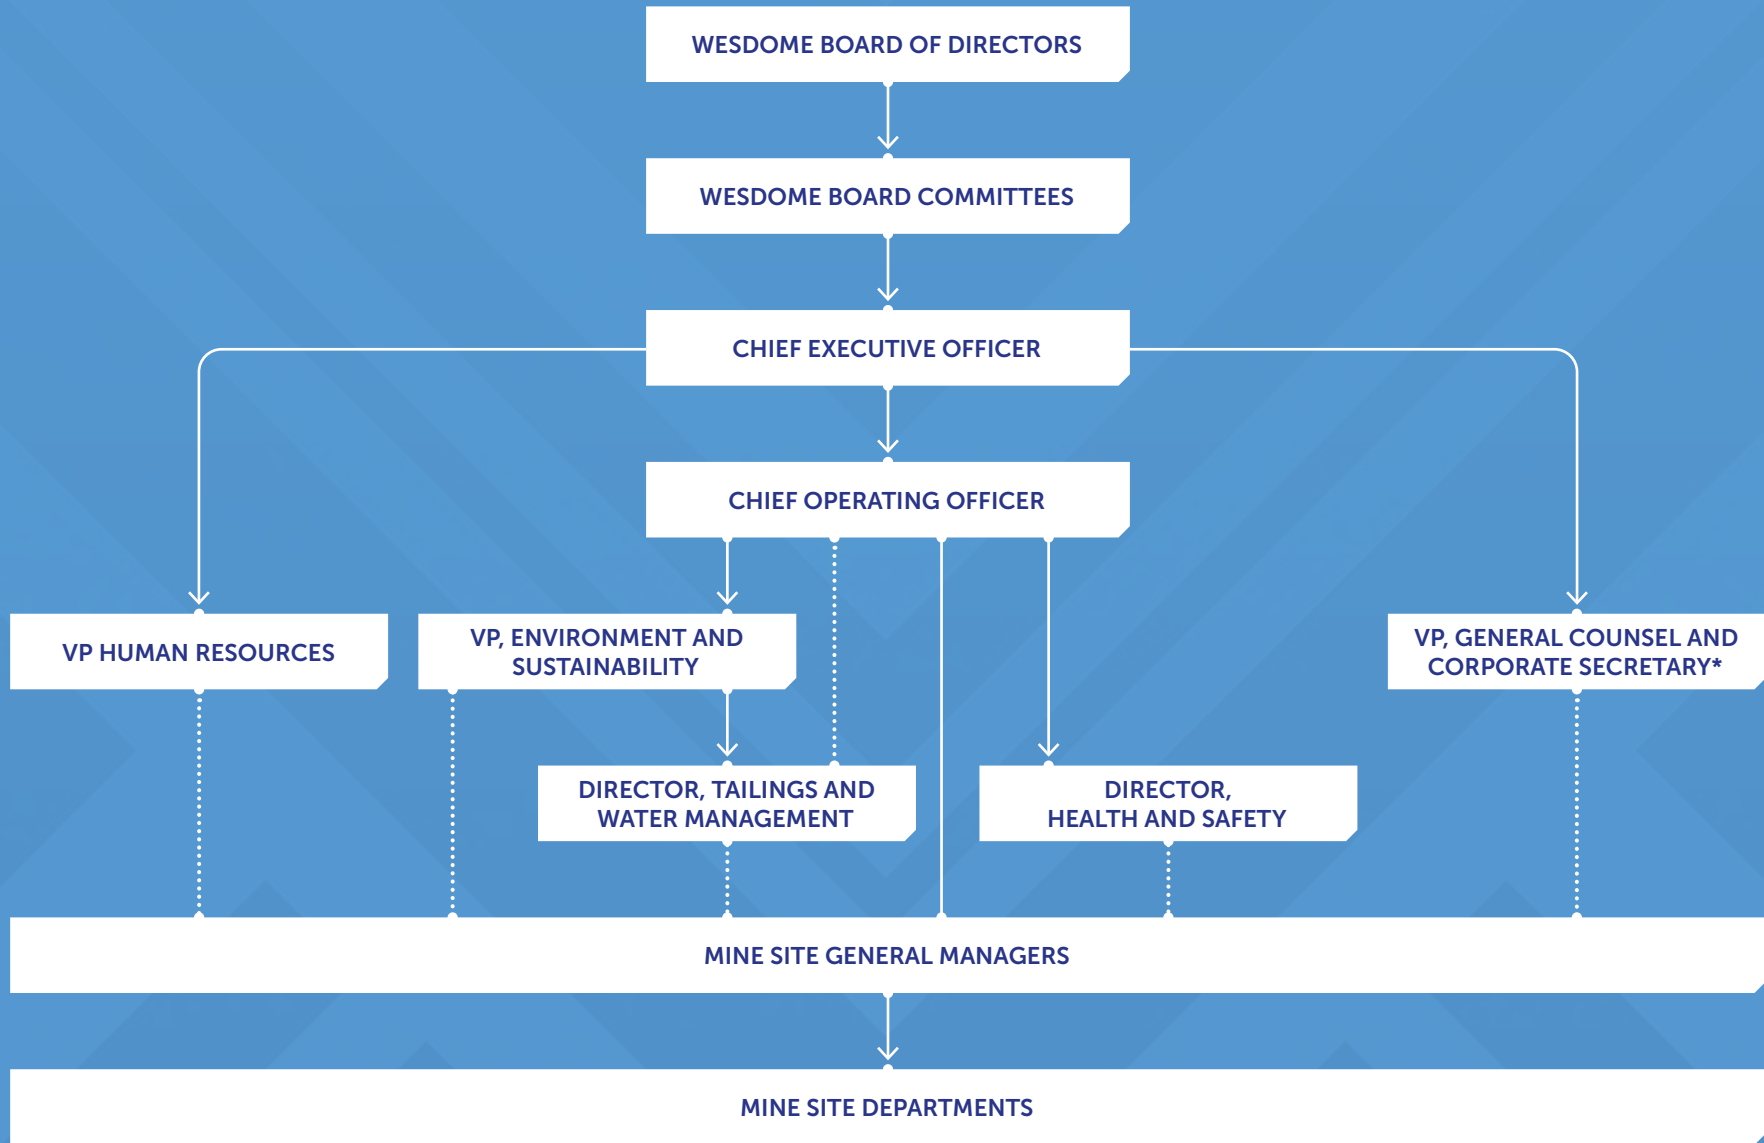 WESDOME BOARD OF DIRECTORS
WESDOME BOARD COMMITTEES
CHIEF EXECUTIVE OFFICER
CHIEF OPERATING OFFICER
VP HUMAN RESOURCES
VP, ENVIRONMENT AND
SUSTAINABILITY
VP, GENERAL COUNSEL AND
CORPORATE SECRETARY*
DIRECTOR, TAILINGS AND
WATER MANAGEMENT
DIRECTOR,
HEALTH AND SAFETY
MINE SITE GENERAL MANAGERS
MINE SITE DEPARTMENTS